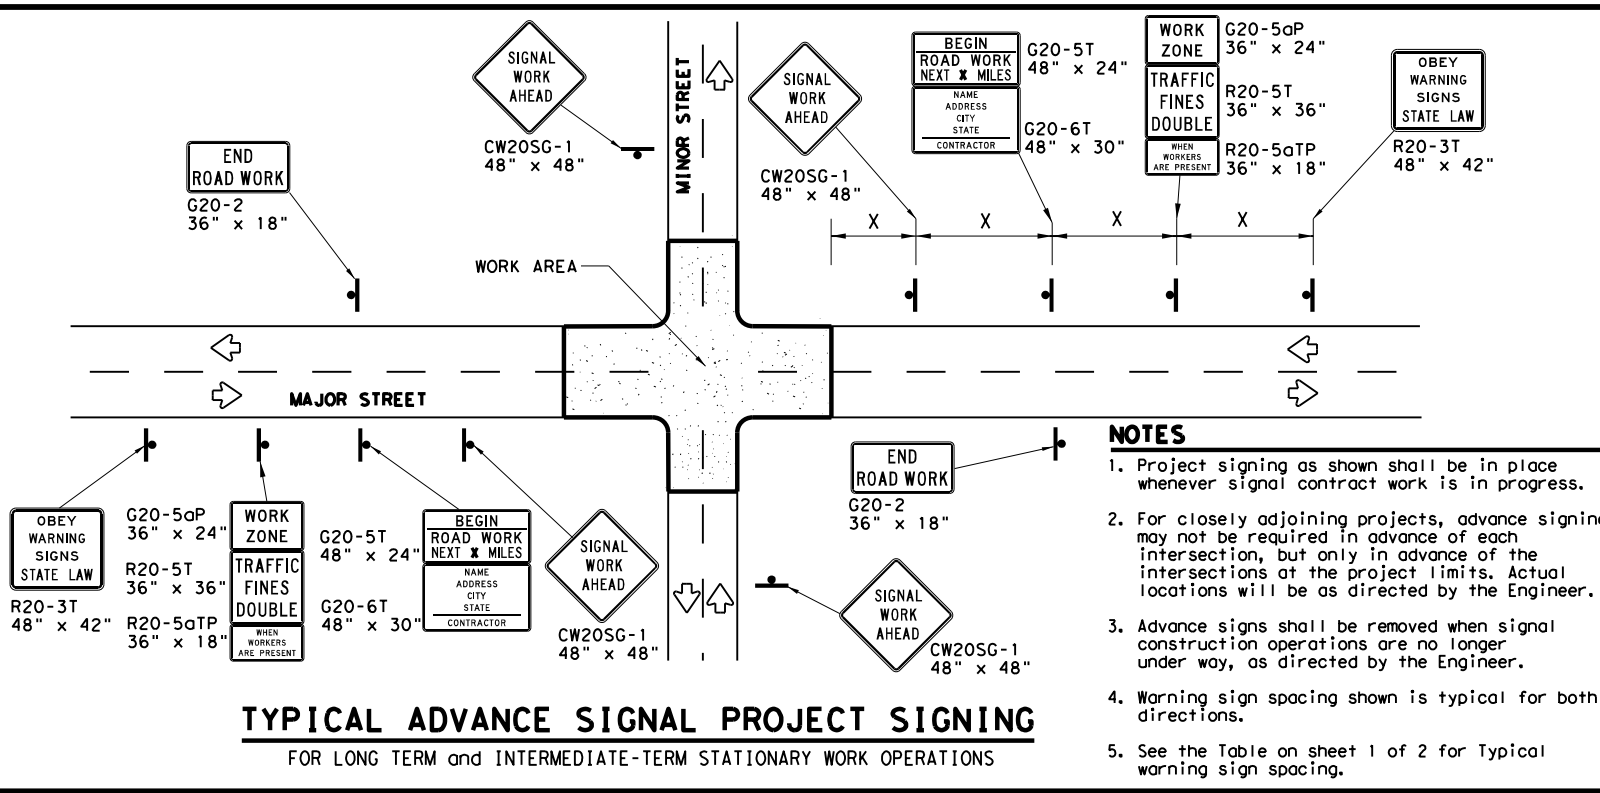 SIGNAL
WORK
AHEAD
CW20SG-1
48" x 48"
MINOR STREET
SIGNAL
WORK
AHEAD
CW20SG-1
48" x 48"
BEGIN
ROAD WORK
NEXT X MILES
NAME
ADDRESS
CITY
STATE
CONTRACTOR
G20-5T
48" x 24"
G20-6T
48" x 30"
WORK
ZONE
TRAFFIC
FINES
DOUBLE
WHEN
WORKERS
ARE PRESENT
G20-5aP
36" x 24"
R20-5T
36" x 36"
R20-5aTP
36" x 18"
OBEY
WARNING
SIGNS
STATE LAW
R20-3T
48" x 42"
END
ROAD WORK
G20-2
36" x 18"
X
X
X
X
WORK AREA
MAJOR STREET
OBEY
WARNING
SIGNS
STATE LAW
R20-3T
48" x 42"
G20-5aP
36" x 24"
R20-5T
36" x 36"
R20-5aTP
36" x 18"
WORK
ZONE
TRAFFIC
FINES
DOUBLE
WHEN
WORKERS
ARE PRESENT
G20-5T
48" x 24"
G20-6T
48" x 30"
BEGIN
ROAD WORK
NEXT X MILES
NAME
ADDRESS
CITY
STATE
CONTRACTOR
SIGNAL
WORK
AHEAD
CW20SG-1
48" x 48"
END
ROAD WORK
G20-2
36" x 18"
SIGNAL
WORK
AHEAD
CW20SG-1
48" x 48"
TYPICAL ADVANCE SIGNAL PROJECT SIGNING
FOR LONG TERM and INTERMEDIATE-TERM STATIONARY WORK OPERATIONS
NOTES
1. Project signing as shown shall be in place
whenever signal contract work is in progress.
2. For closely adjoining projects, advance signing
may not be required in advance of each
intersection, but only in advance of the
intersections at the project limits. Actual
locations will be as directed by the Engineer.
3. Advance signs shall be removed when signal
construction operations are no longer
under way, as directed by the Engineer.
4. Warning sign spacing shown is typical for both
directions.
5. See the Table on sheet 1 of 2 for Typical
warning sign spacing.